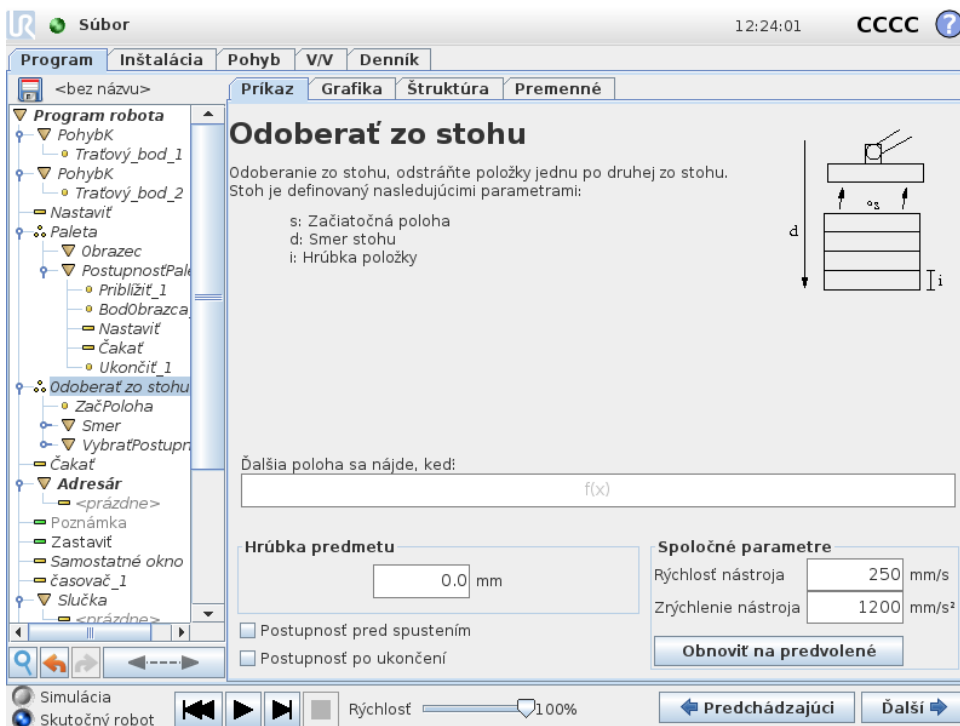 UR Súbor 12:24:01 CCCC ?
Program Inštalácia Pohyb V/V Denník
<bez názvu>
Príkaz Grafika Štruktúra Premenné
Program robota
PohybK
Traťový_bod_1
PohybK
Traťový_bod_2
Nastaviť
Paleta
Obrazec
PostupnosťPale
Priblížiť_1
BodObrazca_
Nastaviť
Čakať
Ukončiť_1
Odoberať zo stohu
ZačPoloha
Smer
VybraťPostupn
Čakať
Adresár
<prázdne>
Poznámka
Zastaviť
Samostatné okno
časovač_1
Slučka
<prázdne>
Odoberať zo stohu
Odoberanie zo stohu, odstráňte položky jednu po druhej zo stohu.
Stoh je definovaný nasledujúcimi parametrami:
s: Začiatočná poloha
d: Smer stohu
i: Hrúbka položky
s
d
i
Ďalšia poloha sa nájde, keď:
f(x)
Hrúbka predmetu
0.0 mm
Postupnosť pred spustením
Postupnosť po ukončení
Spoločné parametre
Rýchlosť nástroja 250 mm/s
Zrýchlenie nástroja 1200 mm/s²
Obnoviť na predvolené
Simulácia
Skutočný robot
Rýchlosť 100%
Predchádzajúci Ďalší